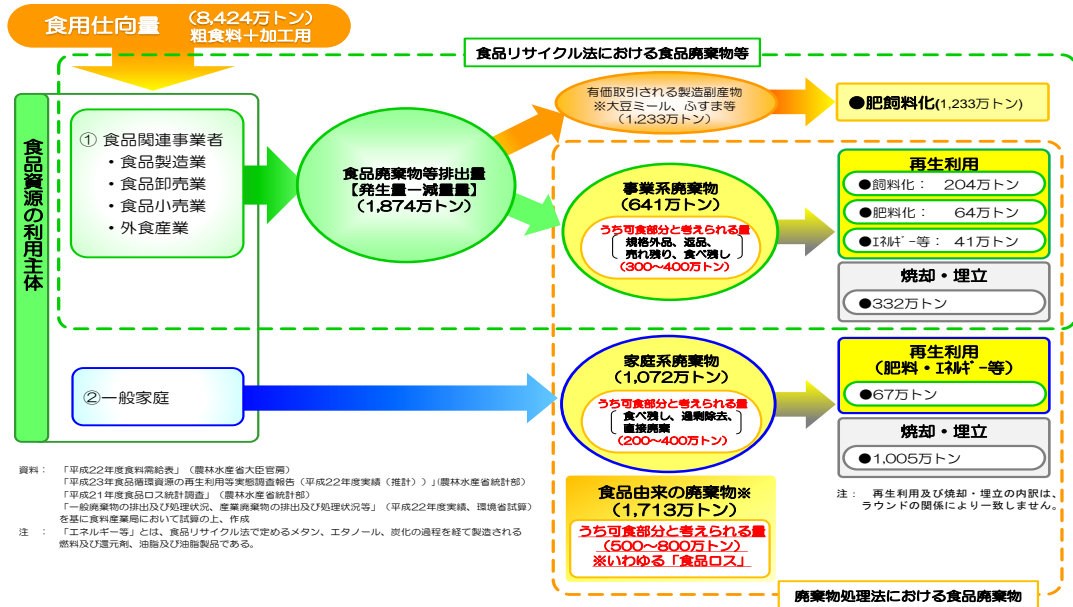 食用仕向量
（8,424万トン）
粗食料＋加工用
食品リサイクル法における食品廃棄物等
食品資源の利用主体
① 食品関連事業者
・食品製造業
・食品卸売業
・食品小売業
・外食産業
食品廃棄物等排出量
【発生量－減量量】
（1,874万トン）
有価取引される製造副産物
※大豆ミール、ふすま等
（1,233万トン）
●肥飼料化(1,233万トン)
事業系廃棄物
（641万トン）
うち可食部分と考えられる量
規格外品、返品、
売れ残り、食べ残し
（300～400万トン）
再生利用
●飼料化： 204万トン
●肥料化： 64万トン
●ｴﾈﾙｷﾞｰ等： 41万トン
焼却・埋立
●332万トン
②一般家庭
家庭系廃棄物
（1,072万トン）
うち可食部分と考えられる量
食べ残し、過剰除去、
直接廃棄
（200～400万トン）
再生利用
（肥料・ｴﾈﾙｷﾞｰ等）
●67万トン
焼却・埋立
●1,005万トン
食品由来の廃棄物※
（1,713万トン）
うち可食部分と考えられる量
（500～800万トン）
※いわゆる「食品ロス」
注： 再生利用及び焼却・埋立の内訳は、
ラウンドの関係により一致しません。
資料： 「平成22年度食料需給表」（農林水産省大臣官房）
「平成23年食品循環資源の再生利用等実態調査報告（平成22年度実績（推計））」(農林水産省統計部)
「平成21年度食品ロス統計調査」（農林水産省統計部）
「一般廃棄物の排出及び処理状況、産業廃棄物の排出及び処理状況等」（平成22年度実績、環境省試算）
を基に食料産業局において試算の上、作成
注 ： 「エネルギー等」とは、食品リサイクル法で定めるメタン、エタノール、炭化の過程を経て製造される
燃料及び還元剤、油脂及び油脂製品である。
廃棄物処理法における食品廃棄物